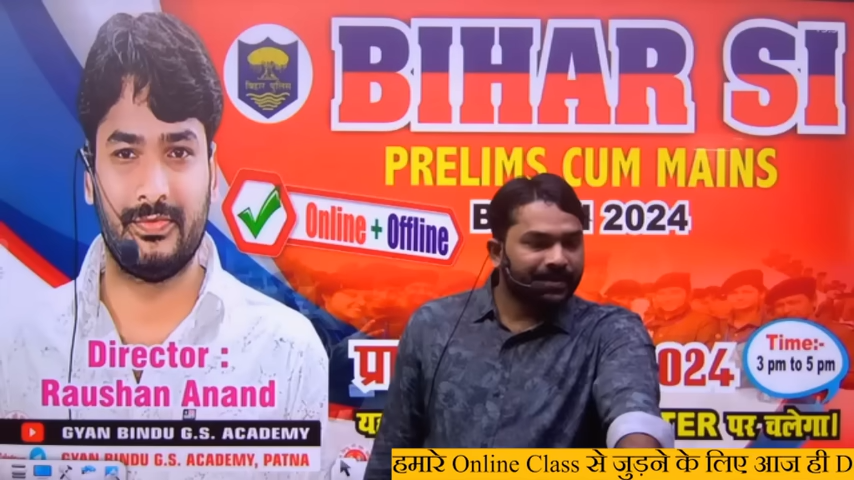 BIHAR SI
बिहार पुलिस
PRELIMS CUM MAINS
2024
Online + Offline
Director :
Raushan Anand
2024
Time:-
3 pm to 5 pm
GYAN BINDU G.S. ACADEMY
पर चलेगा।
GYAN BINDU G.S. ACADEMY, PATNA
हमारे Online Class से जुड़ने के लिए आज ही D